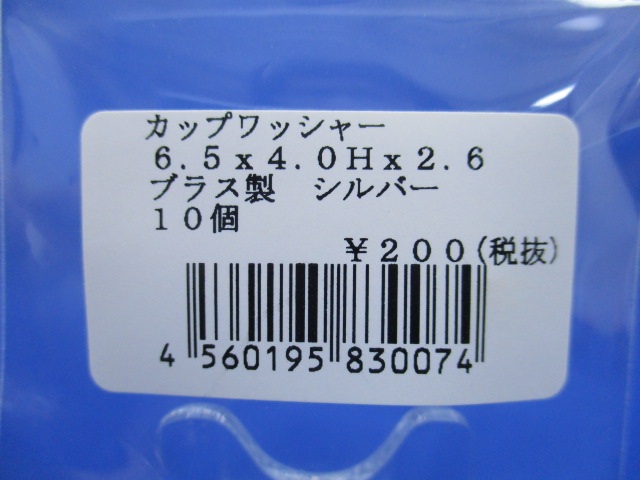 カップワッシャー
６．５ｘ４．０Ｈｘ２．６
ブラス製　シルバー
１０個
￥２００(税抜)
4 560195 830074